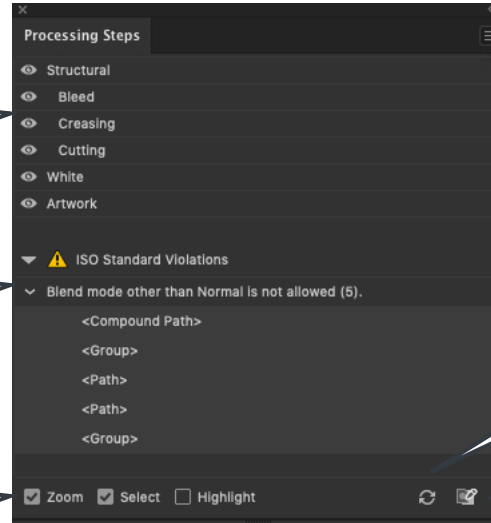 Processing Steps
Structural
Bleed
Creasing
Cutting
White
Artwork
ISO Standard Violations
Blend mode other than Normal is not allowed (5).
<Compound Path>
<Group>
<Path>
<Path>
<Group>
Zoom Select Highlight